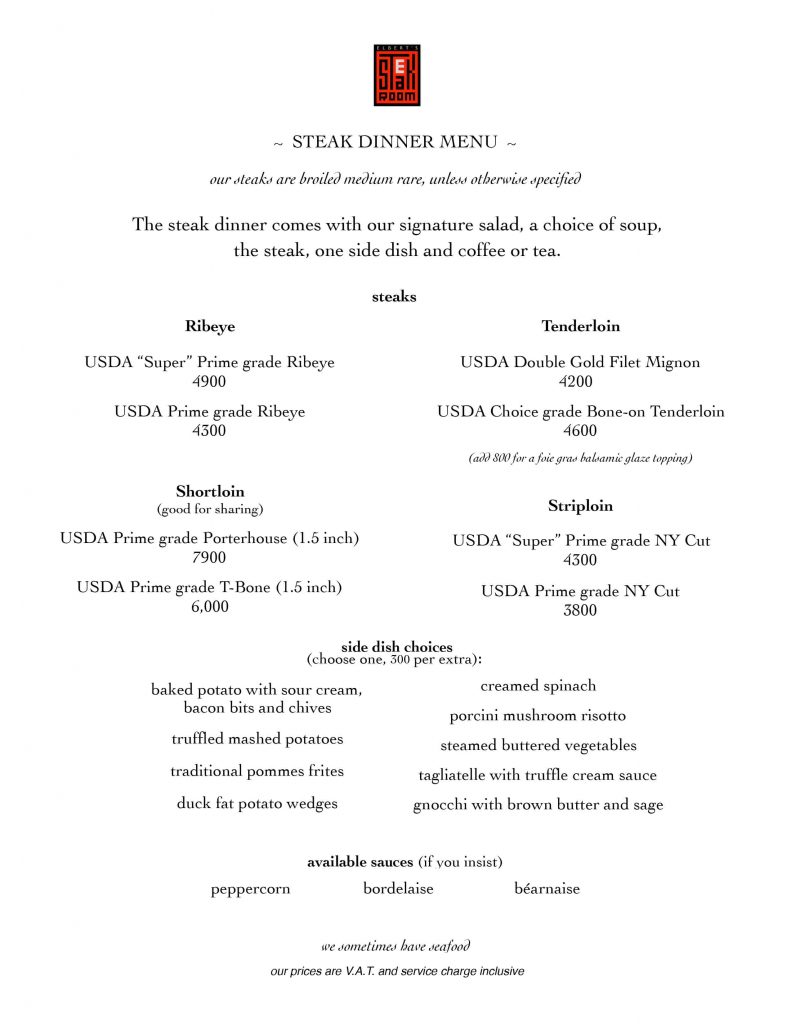 ELBERT'S
STEAK
ROOM
~ STEAK DINNER MENU ~
our steaks are broiled medium rare, unless otherwise specified
The steak dinner comes with our signature salad, a choice of soup,
the steak, one side dish and coffee or tea.
steaks
Ribeye
USDA “Super” Prime grade Ribeye
4900
USDA Prime grade Ribeye
4300
Tenderloin
USDA Double Gold Filet Mignon
4200
USDA Choice grade Bone-on Tenderloin
4600
(add 800 for a foie gras balsamic glaze topping)
Shortloin
(good for sharing)
USDA Prime grade Porterhouse (1.5 inch)
7900
USDA Prime grade T-Bone (1.5 inch)
6,000
Striploin
USDA “Super” Prime grade NY Cut
4300
USDA Prime grade NY Cut
3800
side dish choices
(choose one, 300 per extra):
baked potato with sour cream,
bacon bits and chives
truffled mashed potatoes
traditional pommes frites
duck fat potato wedges
creamed spinach
porcini mushroom risotto
steamed buttered vegetables
tagliatelle with truffle cream sauce
gnocchi with brown butter and sage
available sauces (if you insist)
peppercorn bordelaise béarnaise
we sometimes have seafood
our prices are V.A.T. and service charge inclusive